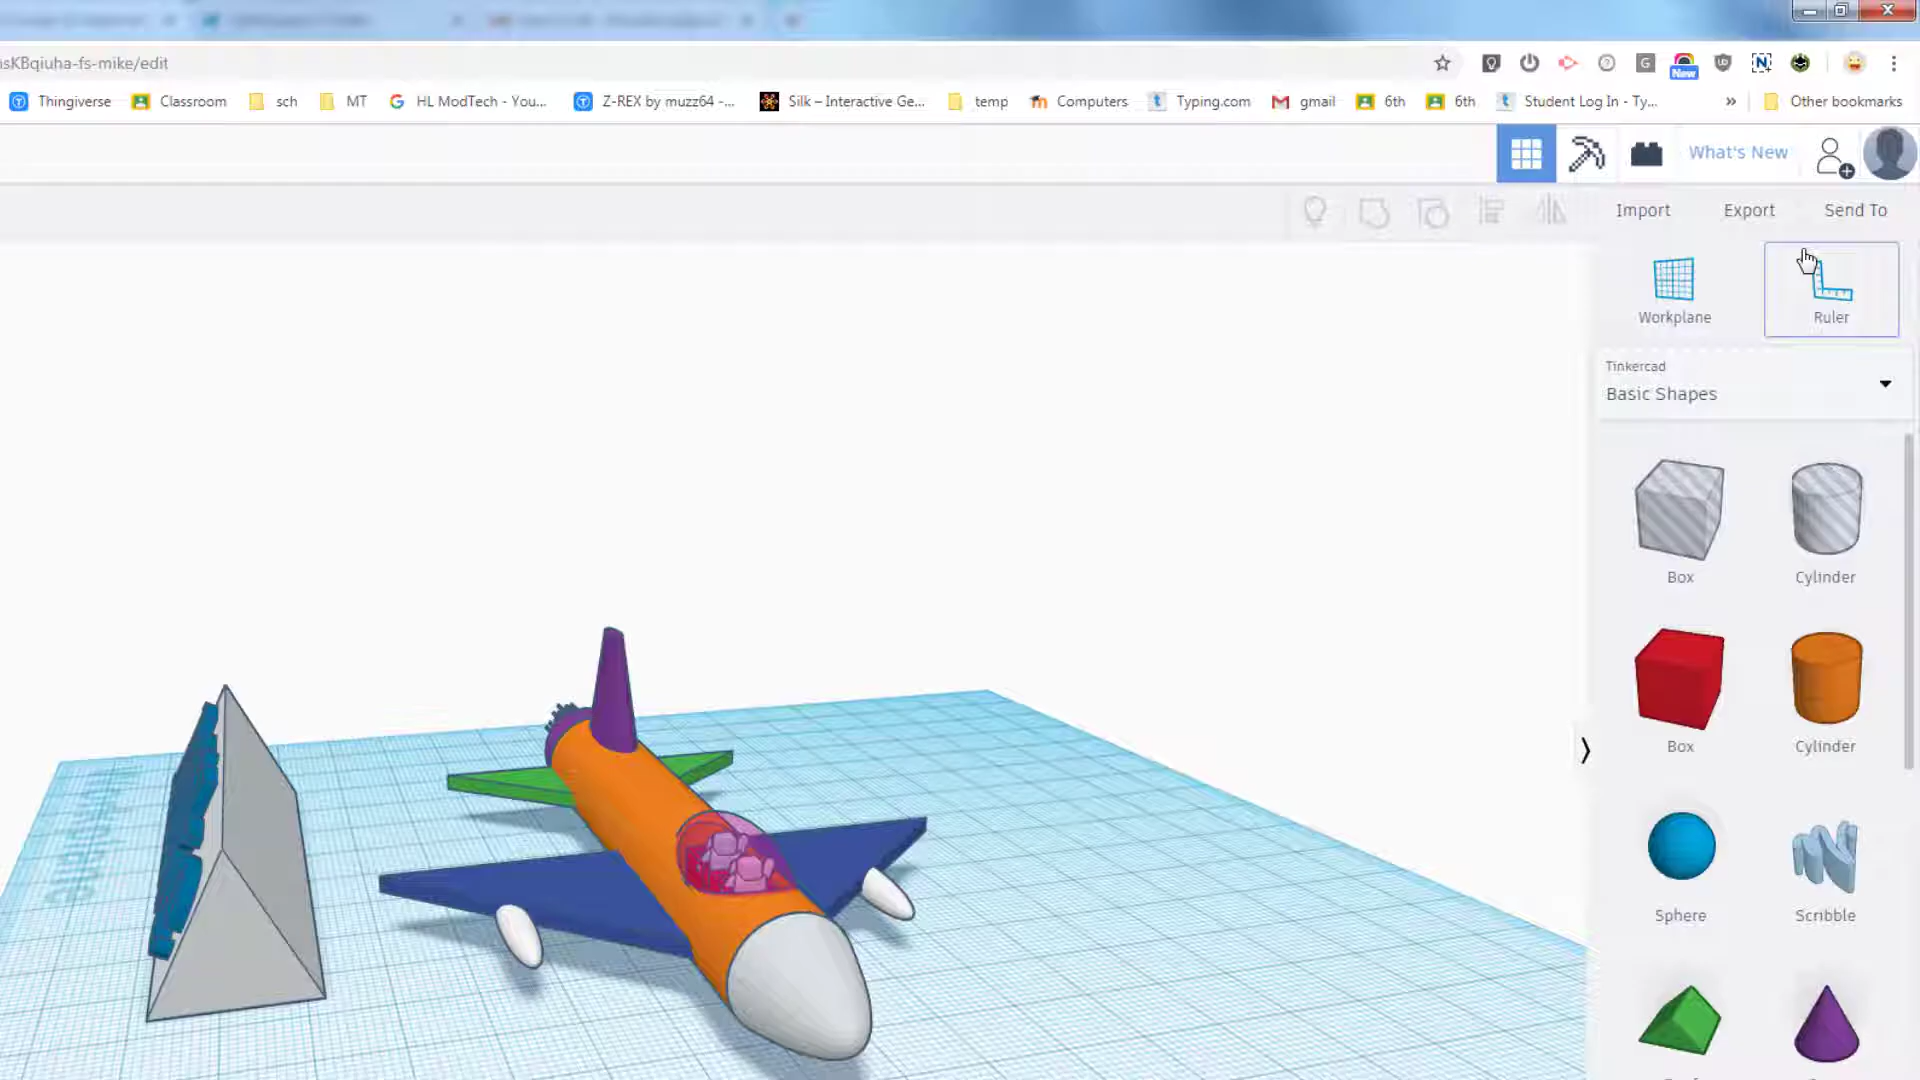 sKBqiuha-fs-mike/edit
New
Thingiverse Classroom sch MT HL ModTech - You... Z-REX by muzz64 -... Silk – Interactive Ge... temp Computers Typing.com gmail 6th 6th Student Log In - Ty... » Other bookmarks
What's New
Import Export Send To
Workplane Ruler
Tinkercad
Basic Shapes
Box Cylinder
Box Cylinder
Sphere Scribble